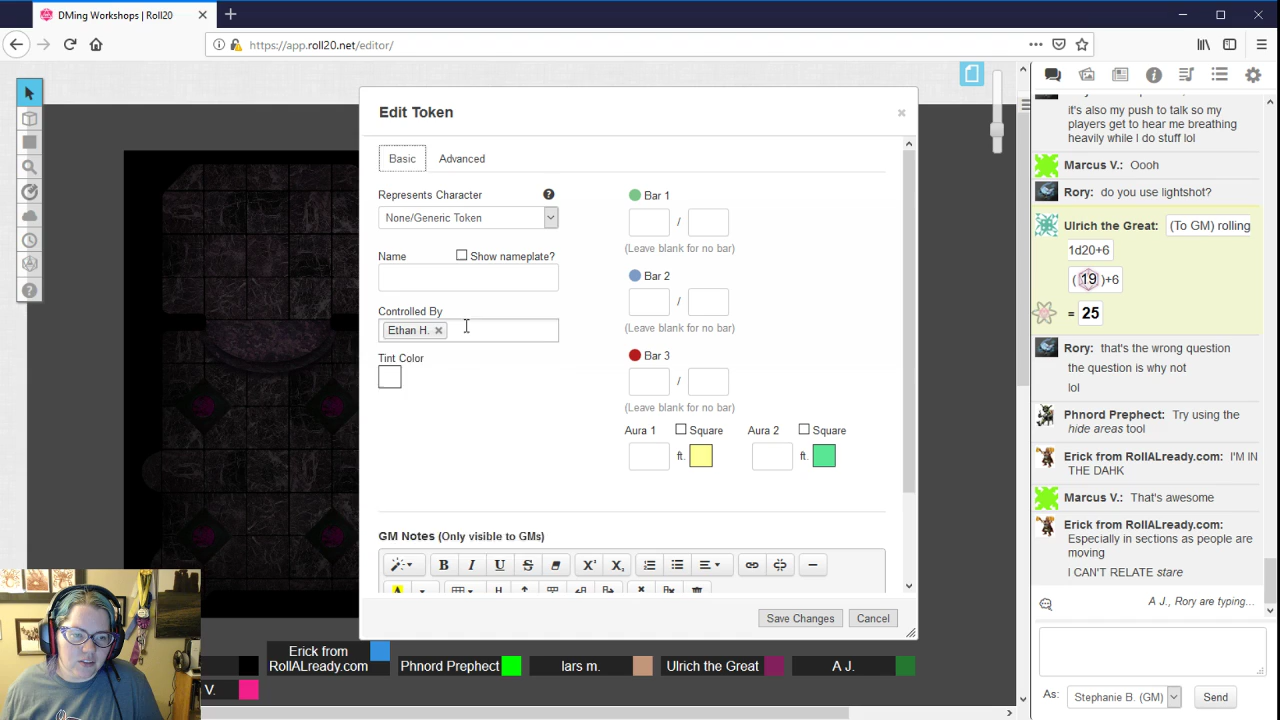 DMing Workshops | Roll20
https://app.roll20.net/editor/
Edit Token
Basic
Advanced
Represents Character
None/Generic Token
Name
Show nameplate?
Controlled By
Ethan H.
Tint Color
Bar 1
/
(Leave blank for no bar)
Bar 2
/
(Leave blank for no bar)
Bar 3
/
(Leave blank for no bar)
Aura 1 Square Aura 2 Square
ft. ft.
GM Notes (Only visible to GMs)
Save Changes
Cancel
Erick from
RollALready.com
Phnord Prephect
lars m.
Ulrich the Great
A J.
V.
it's also my push to talk so my
players get to hear me breathing
heavily while I do stuff lol
Marcus V.: Oooh
Rory: do you use lightshot?
Ulrich the Great: (To GM) rolling
1d20+6
(19)+6
= 25
Rory: that's the wrong question
the question is why not
lol
Phnord Prephect: Try using the
hide areas tool
Erick from RollALready.com: I'M IN
THE DAHK
Marcus V.: That's awesome
Erick from RollALready.com:
Especially in sections as people are
moving
I CAN'T RELATE stare
A J., Rory are typing...
As: Stephanie B. (GM)
Send